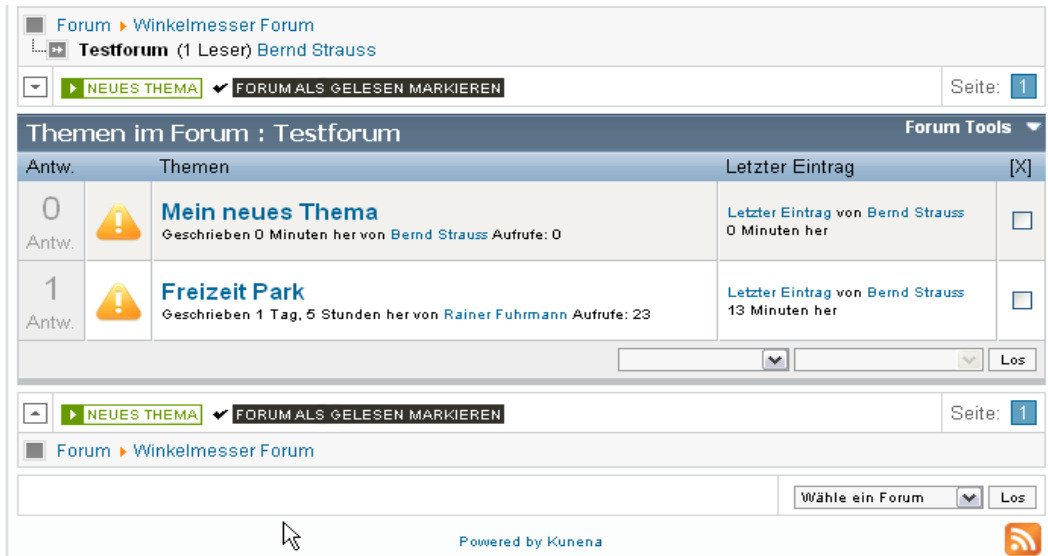 Forum Winkelmesser Forum
Testforum (1 Leser) Bernd Strauss
NEUES THEMA FORUM ALS GELESEN MARKIEREN Seite: 1
Themen im Forum : Testforum Forum Tools
Antw. Themen Letzter Eintrag [X]
0 Antw.
Mein neues Thema
Geschrieben 0 Minuten her von Bernd Strauss Aufrufe: 0
Letzter Eintrag von Bernd Strauss
0 Minuten her
1 Antw.
Freizeit Park
Geschrieben 1 Tag, 5 Stunden her von Rainer Fuhrmann Aufrufe: 23
Letzter Eintrag von Bernd Strauss
13 Minuten her
Los
NEUES THEMA FORUM ALS GELESEN MARKIEREN Seite: 1
Forum Winkelmesser Forum
Wähle ein Forum Los
Powered by Kunena